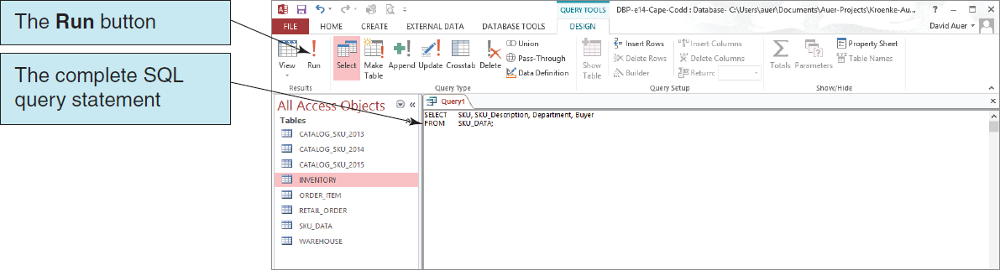 The Run button
The complete SQL
query statement
QUERY TOOLS
DBP-e14-Cape-Codd : Database- C:\Users\auer\Documents\Auer-Projects\Kroenke-Au...
?
FILE HOME CREATE EXTERNAL DATA DATABASE TOOLS DESIGN
David Auer
View
Run
Select
Make
Table
Append
Update
Crosstab
Delete
Union
Pass-Through
Data Definition
Show
Table
Insert Rows
Delete Rows
Builder
Insert Columns
Delete Columns
Return:
Totals
Parameters
Property Sheet
Table Names
Results
Query Type
Query Setup
Show/Hide
All Access Objects
Tables
CATALOG_SKU_2013
CATALOG_SKU_2014
CATALOG_SKU_2015
INVENTORY
ORDER_ITEM
RETAIL_ORDER
SKU_DATA
WAREHOUSE
Query1
SELECT SKU, SKU_Description, Department, Buyer
FROM SKU_DATA;